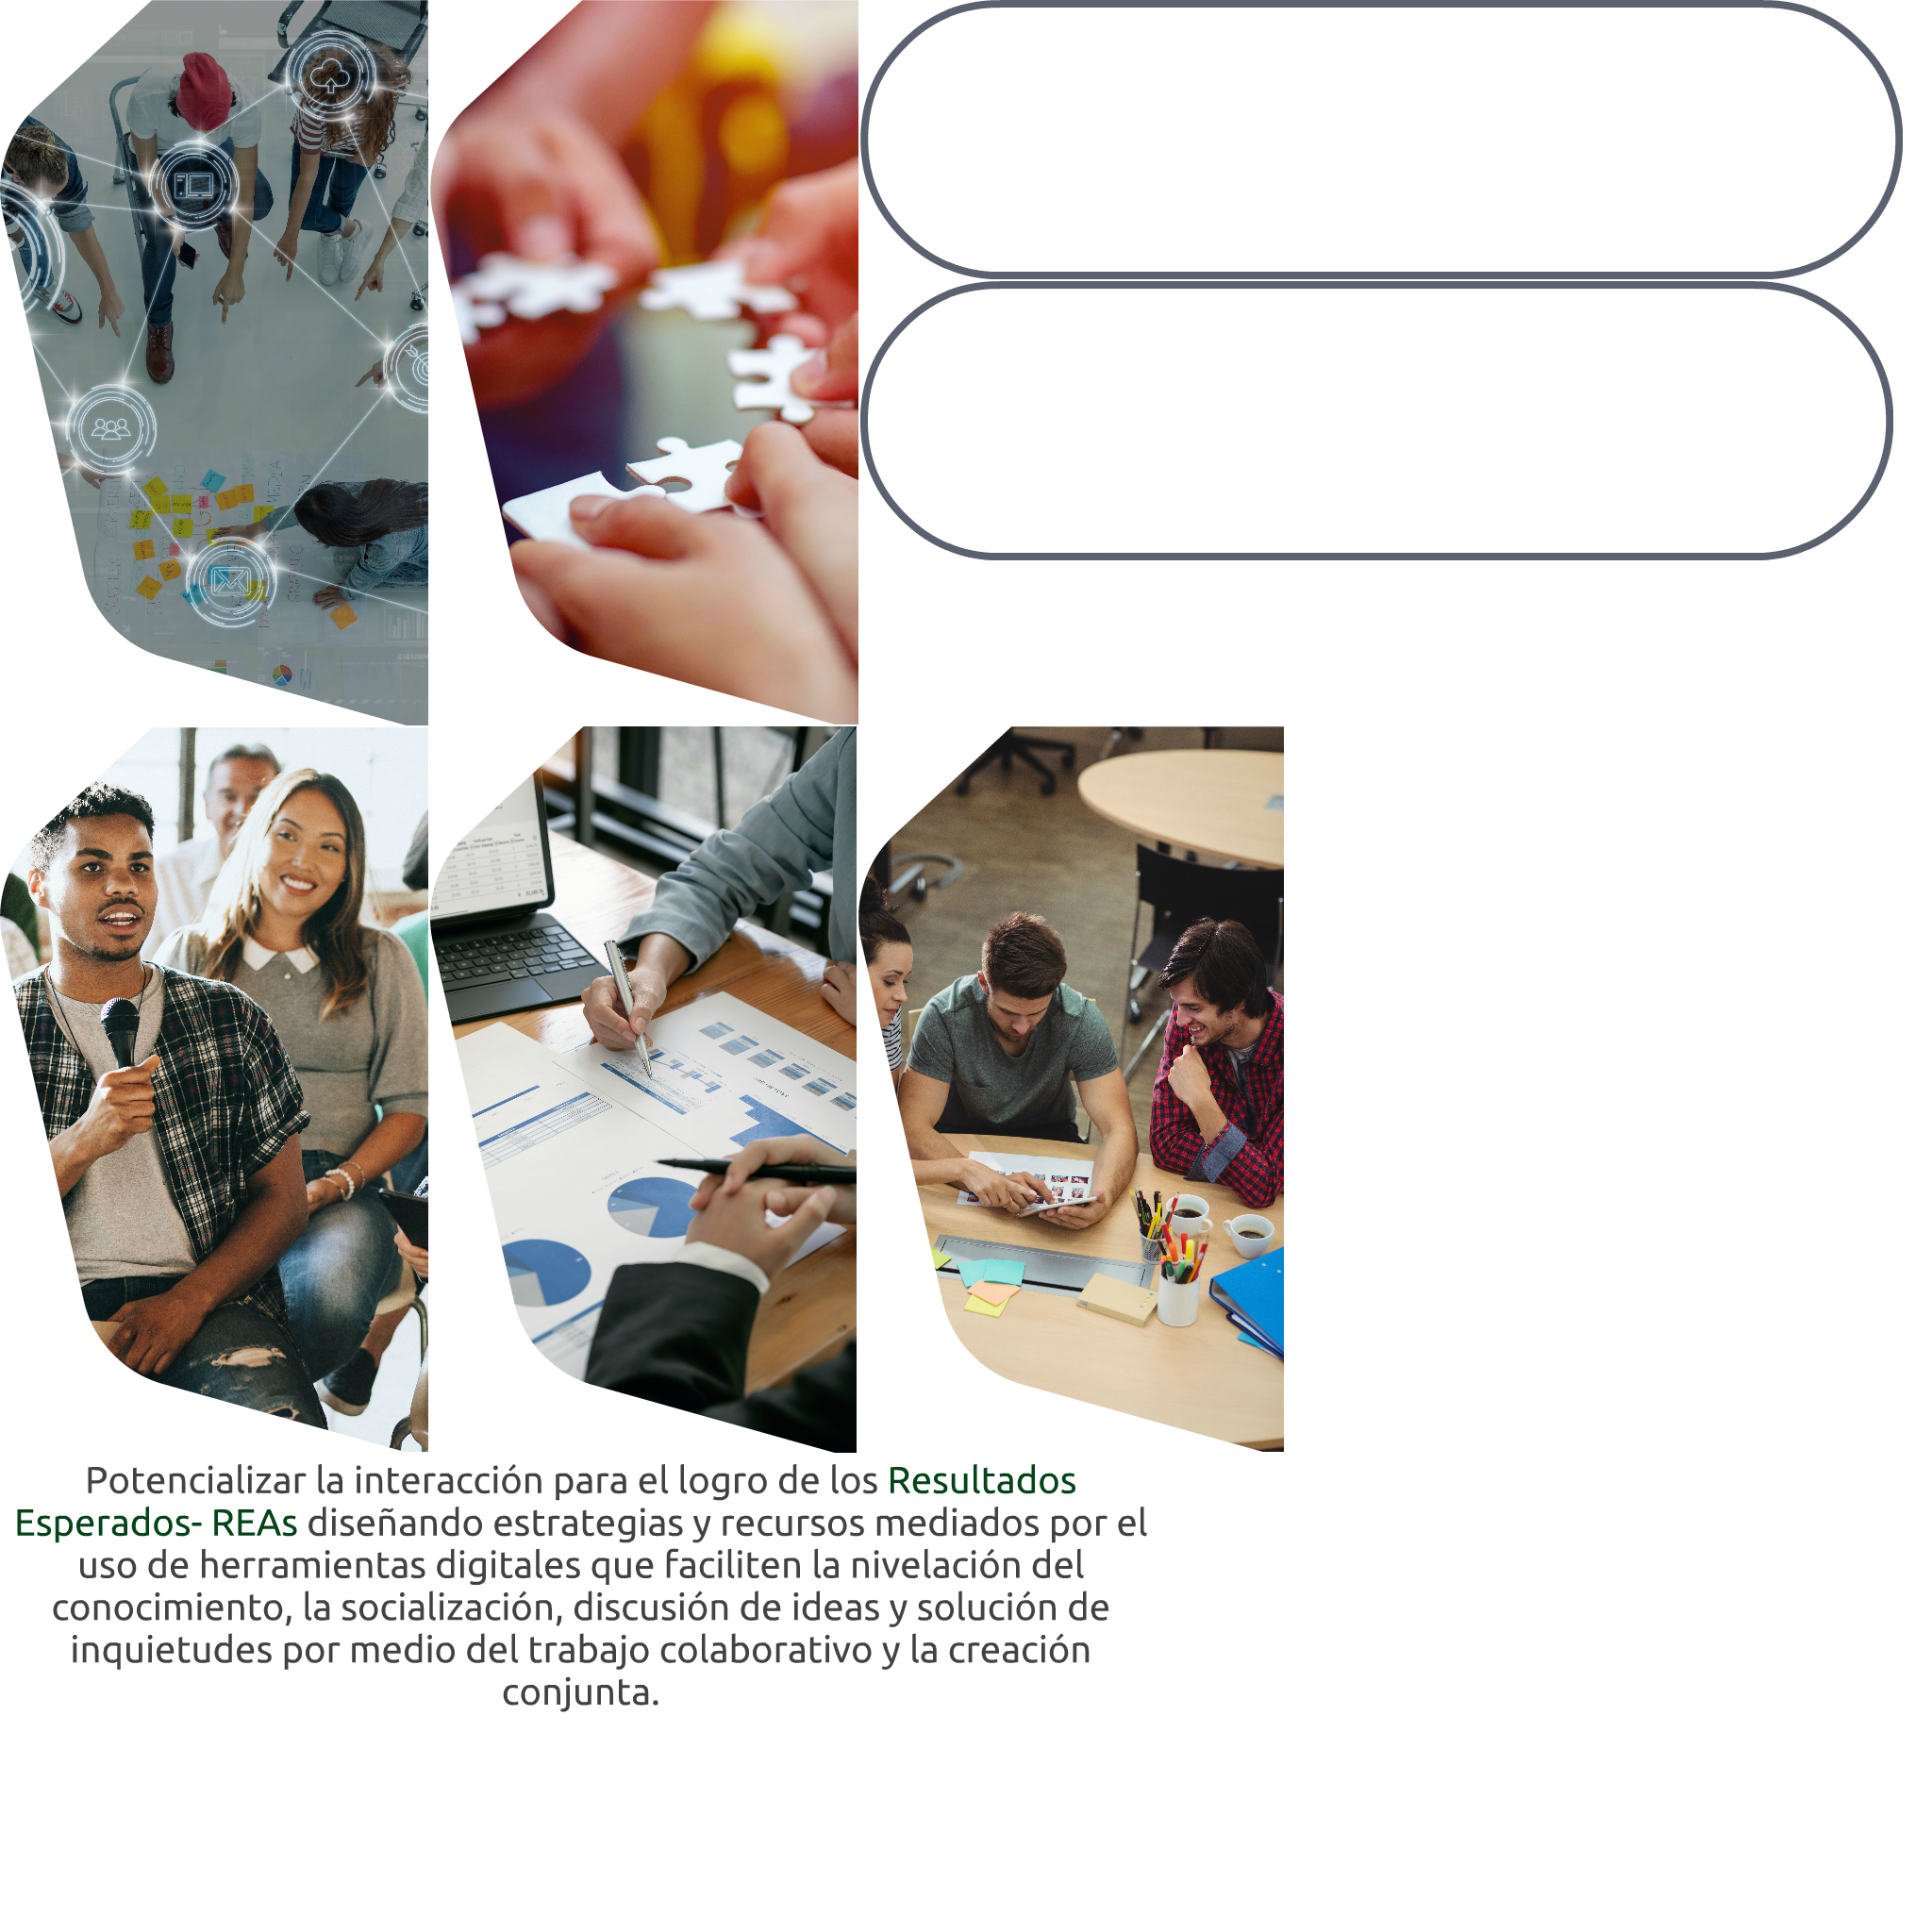 Potencializar la interacción para el logro de los Resultados
Esperados- REAs diseñando estrategias y recursos mediados por el
uso de herramientas digitales que faciliten la nivelación del
conocimiento, la socialización, discusión de ideas y solución de
inquietudes por medio del trabajo colaborativo y la creación
conjunta.